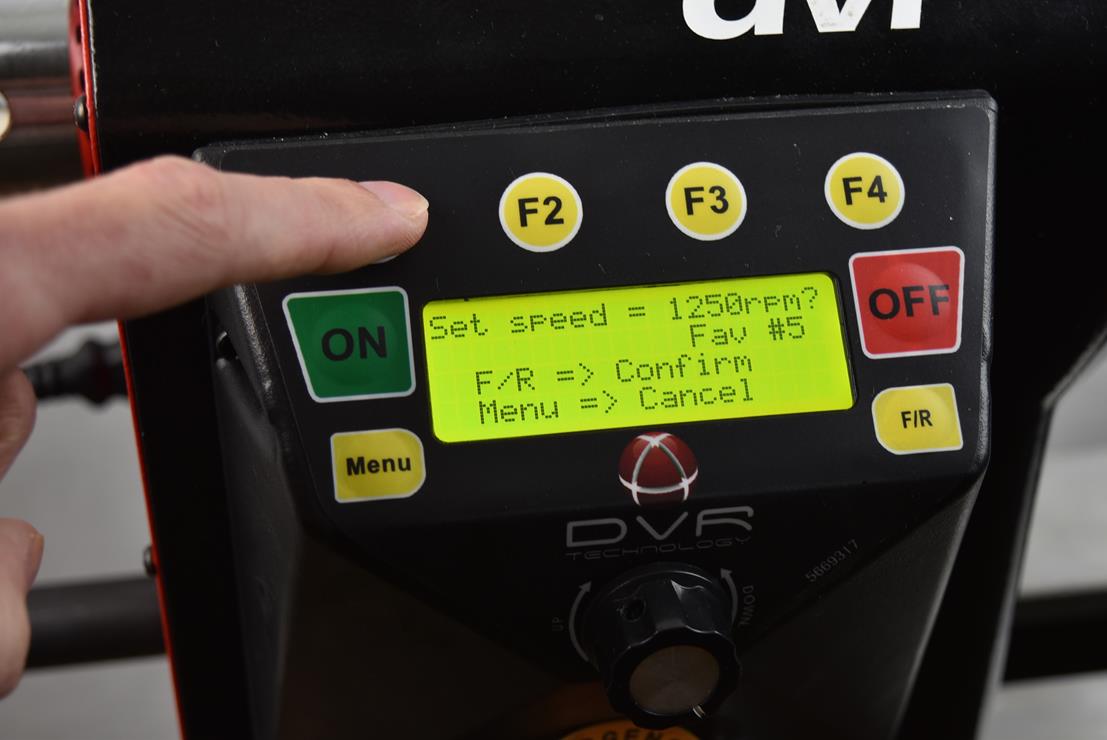 dvr
F2
F3
F4
ON
OFF
Set speed = 1250rpm?
Fav #5
F/R => Confirm
Menu => Cancel
Menu
F/R
DVR
TECHNOLOGY
5669317
UP
DOWN